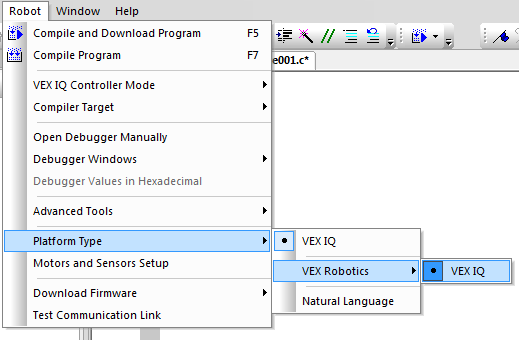 Robot Window Help
Compile and Download Program F5
Compile Program F7
e001.c*
VEX IQ Controller Mode
Compiler Target
Open Debugger Manually
Debugger Windows
Debugger Values in Hexadecimal
Advanced Tools
Platform Type
VEX IQ
Motors and Sensors Setup
VEX Robotics
VEX IQ
Download Firmware
Natural Language
Test Communication Link